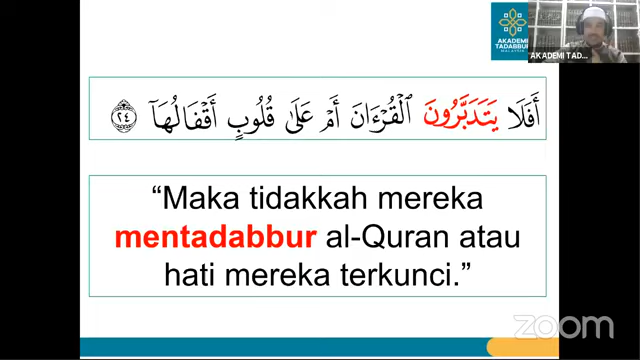 AKADEMI
TADABBUR
MALAYSIA
AKADEMI TAD...
أَفَلَا يَتَدَبَّرُونَ ٱلْقُرْءَانَ أَمْ عَلَىٰ قُلُوبٍ أَقْفَالُهَآ ٢٤
“Maka tidakkah mereka
mentadabbur al-Quran atau
hati mereka terkunci.”
zoom